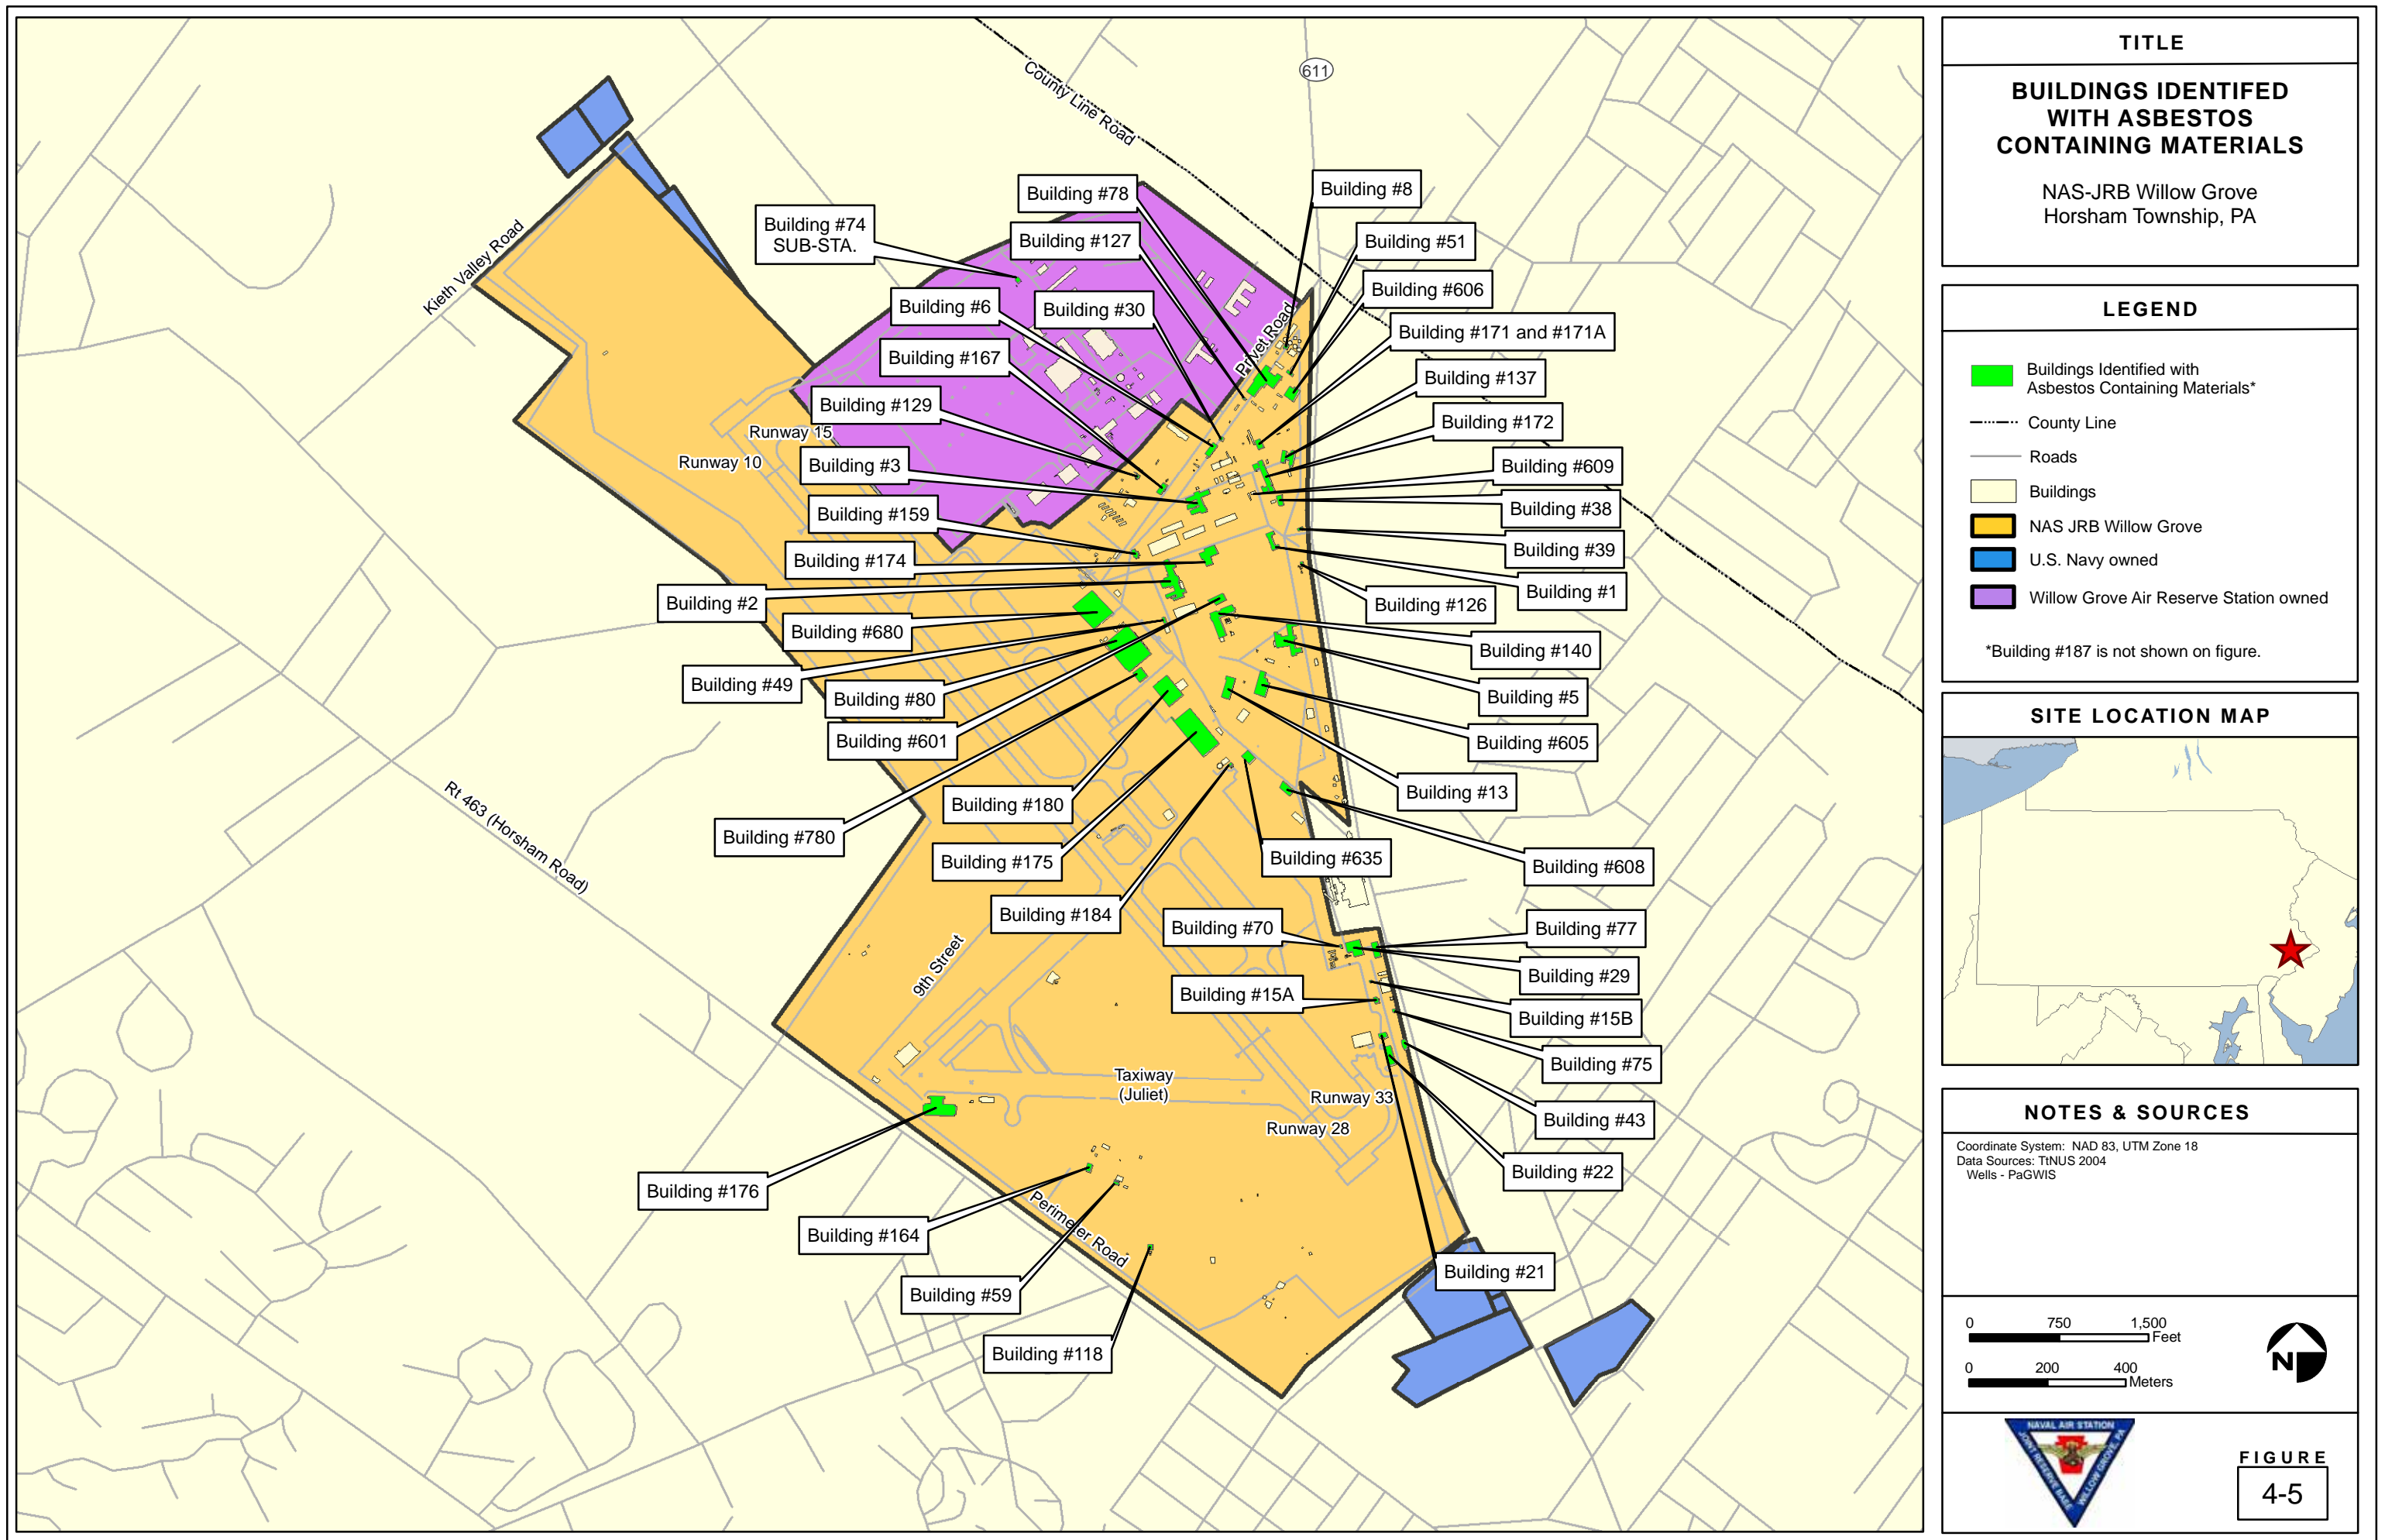 611
County Line Road
Building #78
Building #8
Building #74
SUB-STA.
Building #127
Building #51
Kieth Valley Road
Building #606
Building #6
Building #30
Privet Road
Building #171 and #171A
Building #167
Building #137
Building #129
Runway 15
Building #172
Runway 10
Building #3
Building #609
Building #159
Building #38
Building #174
Building #39
Building #2
Building #1
Building #126
Building #680
Building #140
Building #49
Building #80
Building #5
Building #601
Building #605
Building #180
Building #13
Rt 463 (Horsham Road)
Building #780
Building #175
Building #635
Building #608
Building #184
Building #70
Building #77
9th Street
Building #29
Building #15A
Building #15B
Building #75
Taxiway
(Juliet)
Runway 33
Building #43
Runway 28
Building #22
Building #176
Building #164
Perimeter Road
Building #21
Building #59
Building #118
TITLE
BUILDINGS IDENTIFED
WITH ASBESTOS
CONTAINING MATERIALS
NAS-JRB Willow Grove
Horsham Township, PA
LEGEND
Buildings Identified with
Asbestos Containing Materials*
County Line
Roads
Buildings
NAS JRB Willow Grove
U.S. Navy owned
Willow Grove Air Reserve Station owned
*Building #187 is not shown on figure.
SITE LOCATION MAP
NOTES & SOURCES
Coordinate System: NAD 83, UTM Zone 18
Data Sources: TtNUS 2004
Wells - PaGWIS
0 750 1,500
Feet
0 200 400
Meters
N
NAVAL AIR STATION
JOINT RESERVE BASE
WILLOW GROVE, PA
FIGURE
4-5